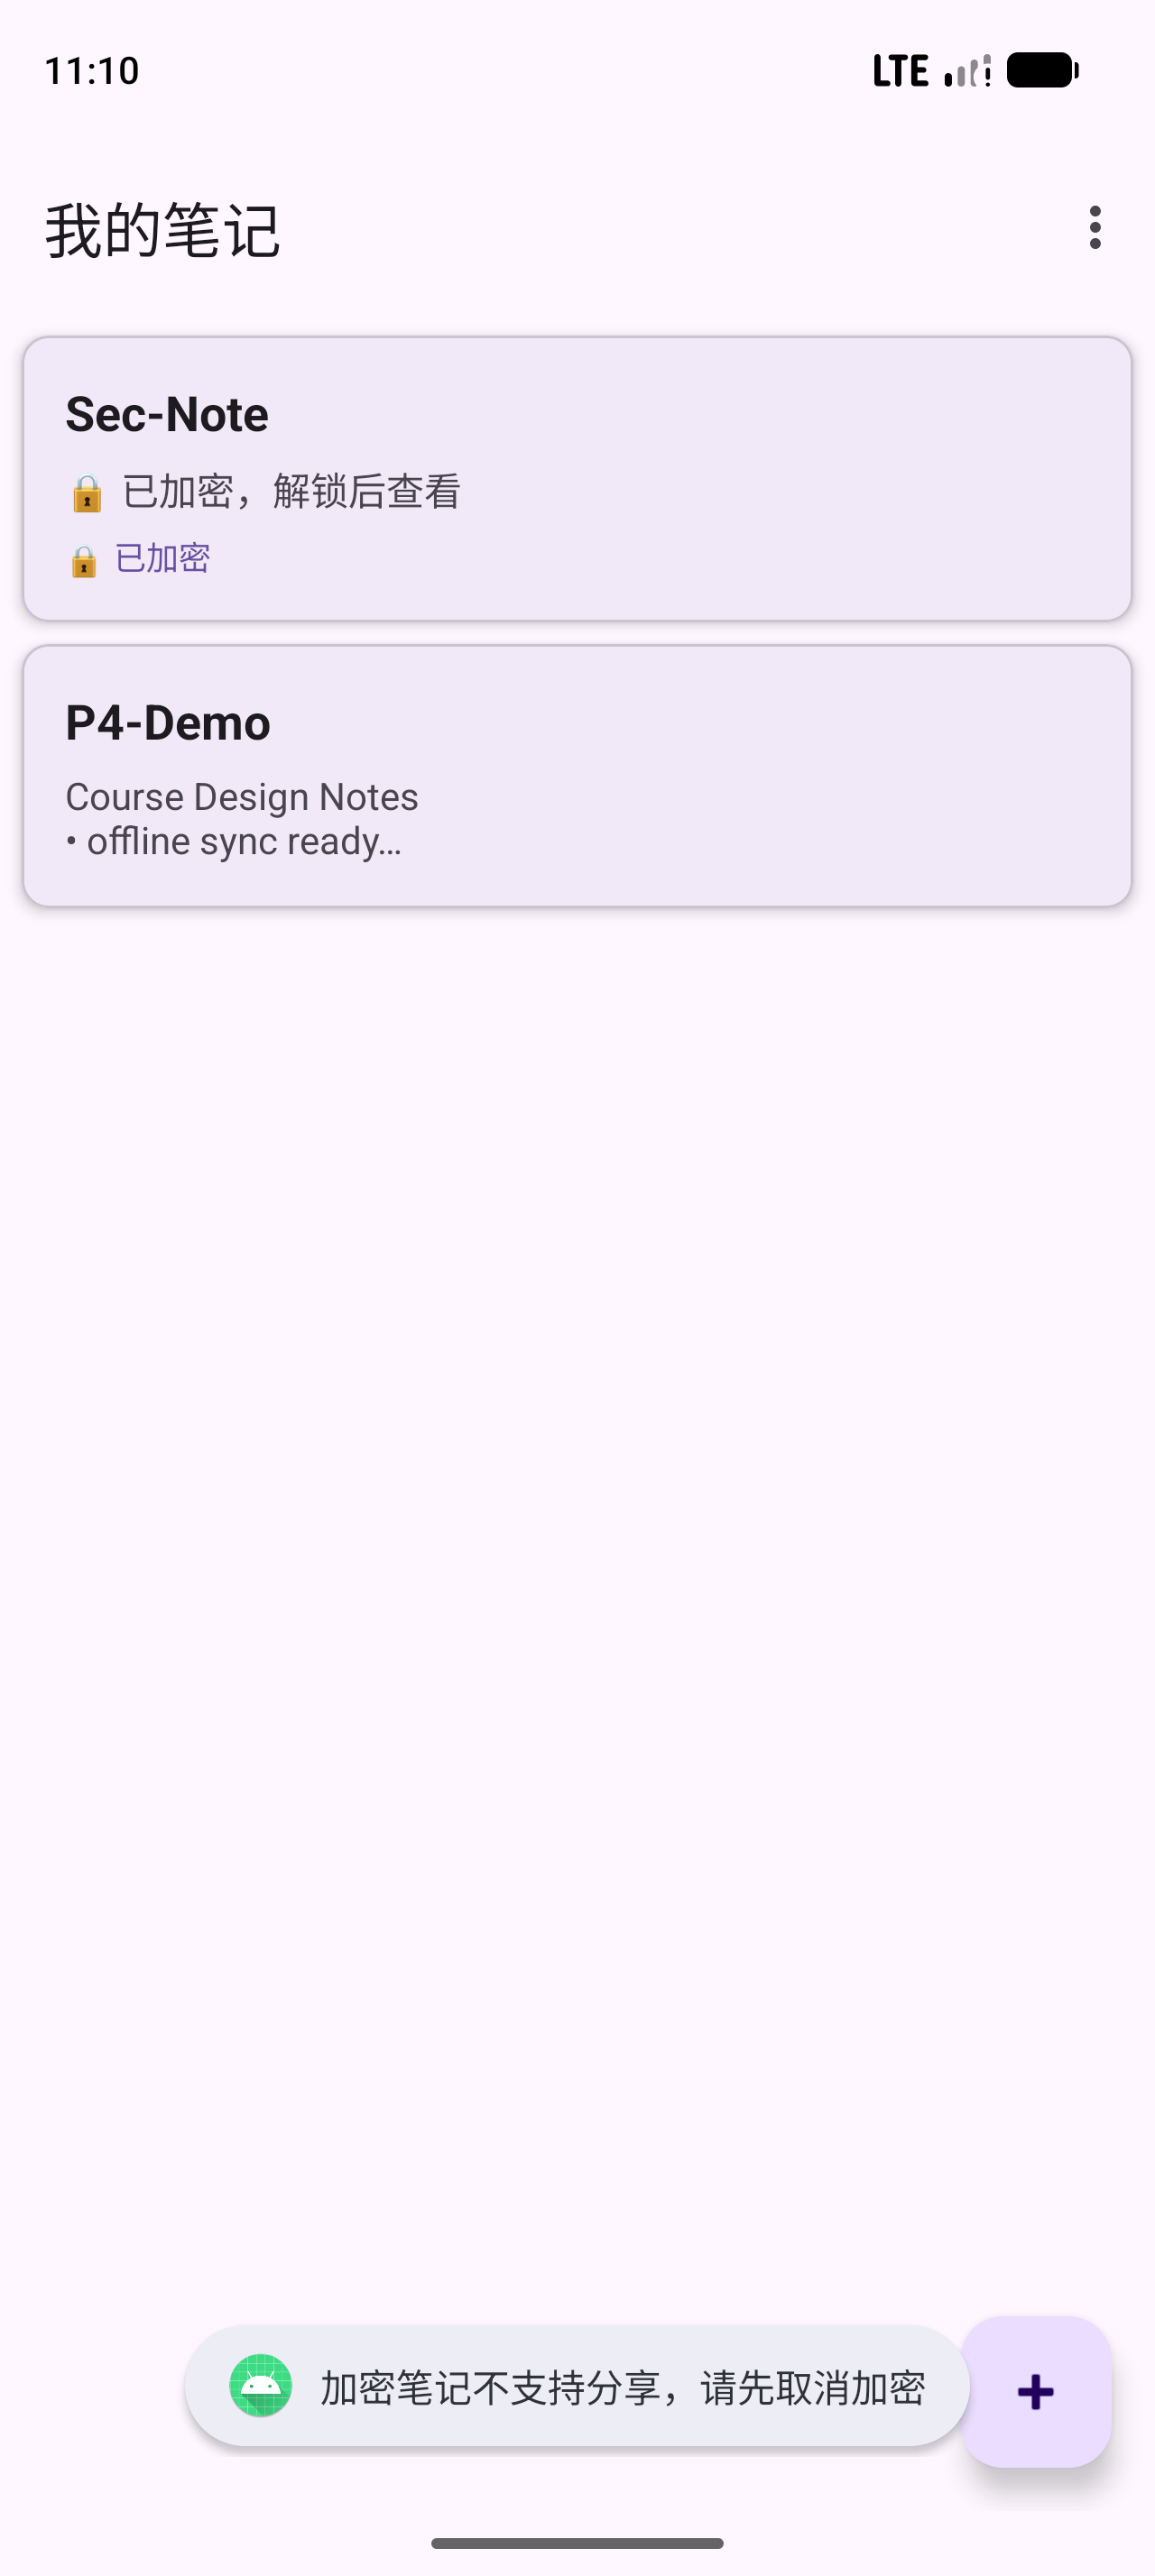 11:10
LTE
我的笔记
Sec-Note
🔒 已加密，解锁后查看
🔒 已加密
P4-Demo
Course Design Notes
• offline sync ready…
加密笔记不支持分享，请先取消加密